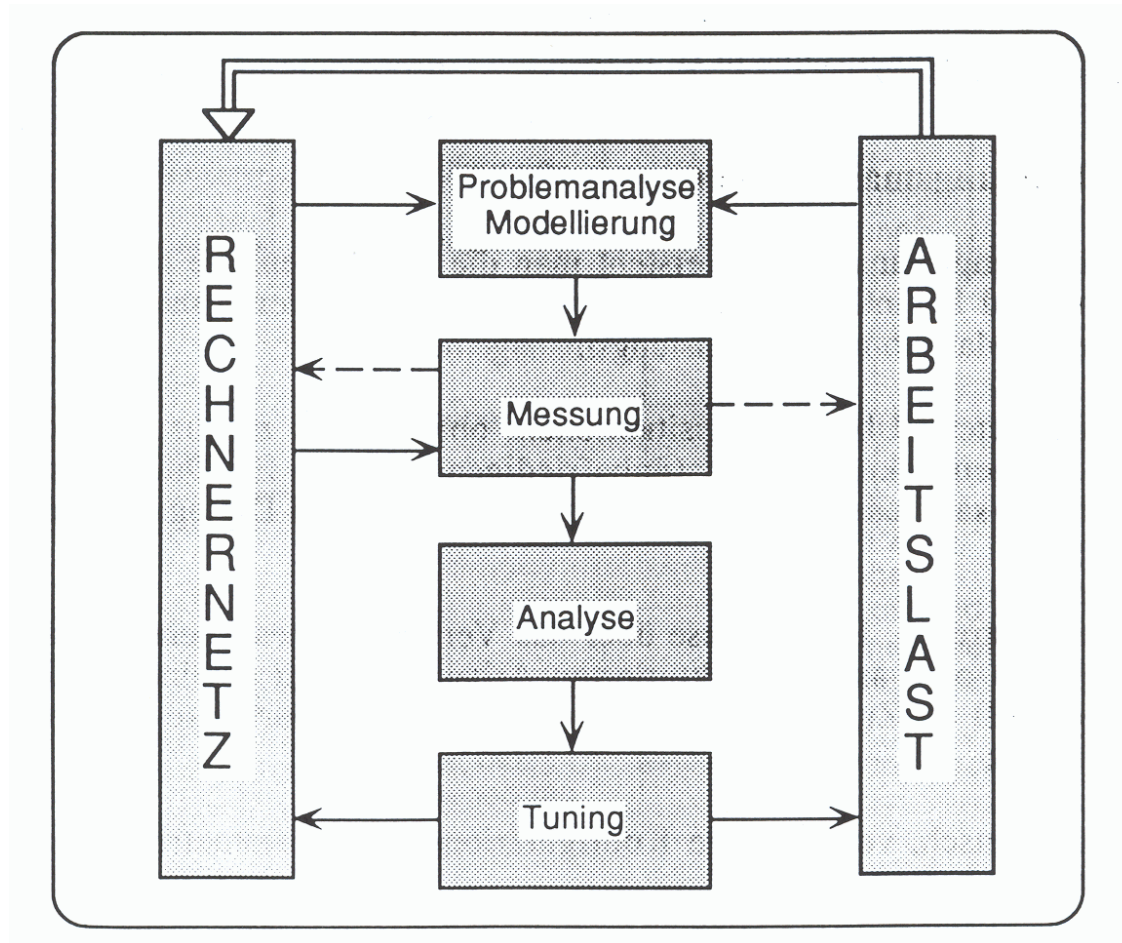 RECHNERNETZ
Problemanalyse
Modellierung
Messung
Analyse
Tuning
ARBEITSLAST